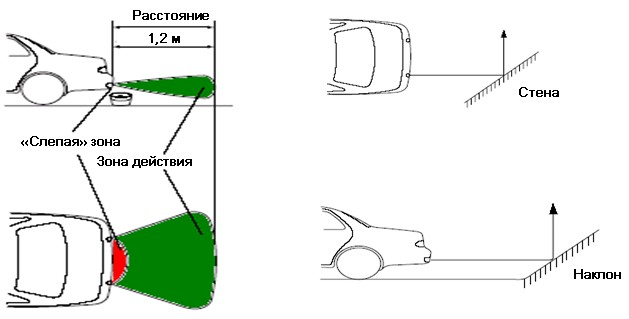 Расстояние
1,2 м
«Слепая» зона
Зона действия
Стена
Наклон